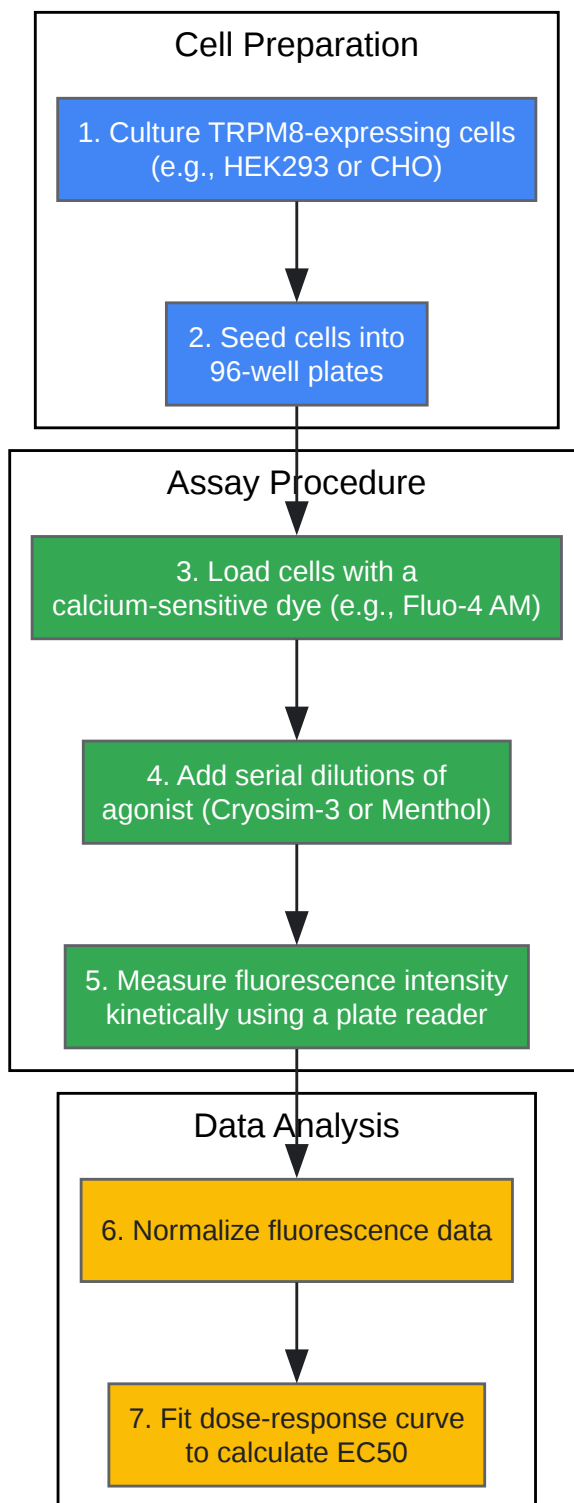 Cell Preparation
1. Culture TRPM8-expressing cells
(e.g., HEK293 or CHO)
2. Seed cells into
96-well plates
Assay Procedure
3. Load cells with a
calcium-sensitive dye (e.g., Fluo-4 AM)
4. Add serial dilutions of
agonist (Cryosim-3 or Menthol)
5. Measure fluorescence intensity
kinetically using a plate reader
Data Analysis
6. Normalize fluorescence data
7. Fit dose-response curve
to calculate EC50